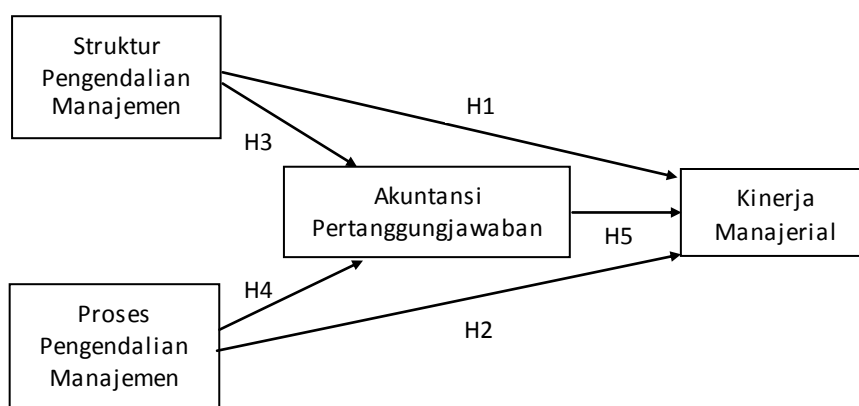 Struktur
Pengendalian
Manajemen
H1
H3
Akuntansi
Pertanggungjawaban
Kinerja
Manajerial
H5
H4
H2
Proses
Pengendalian
Manajemen